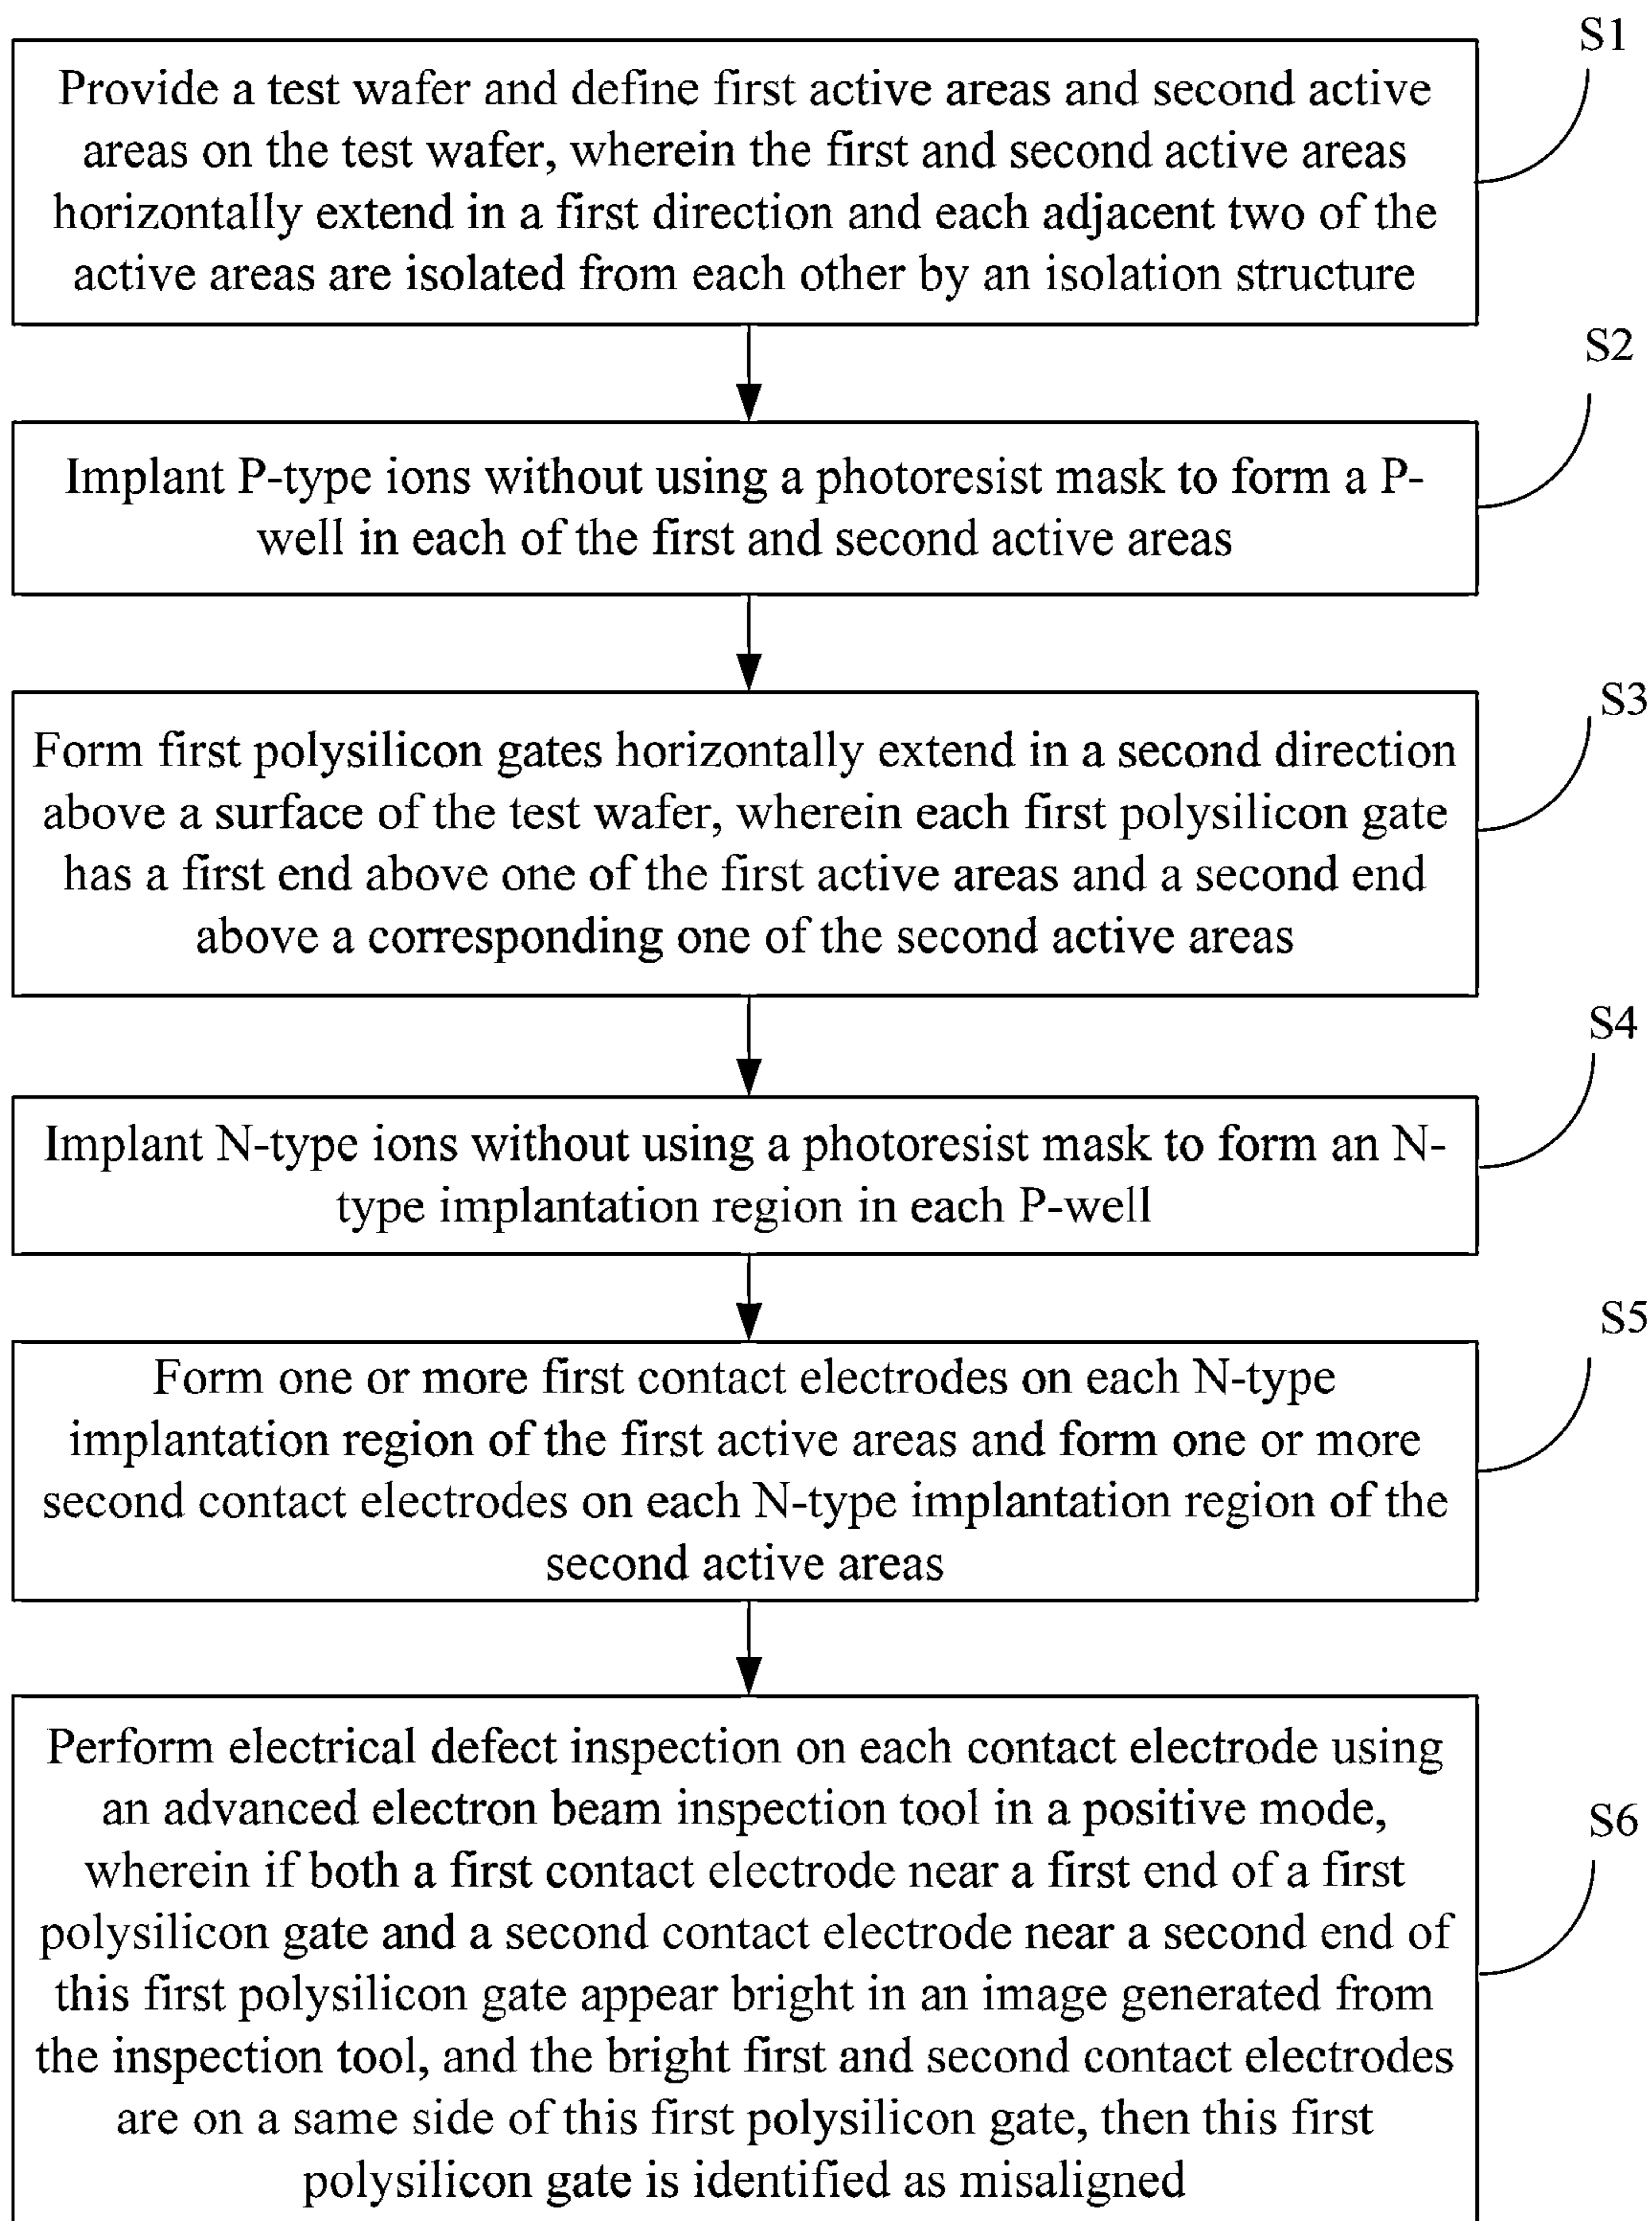 S1
Provide a test wafer and define first active areas and second active
areas on the test wafer, wherein the first and second active areas
horizontally extend in a first direction and each adjacent two of the
active areas are isolated from each other by an isolation structure
S2
Implant P-type ions without using a photoresist mask to form a P-
well in each of the first and second active areas
S3
Form first polysilicon gates horizontally extend in a second direction
above a surface of the test wafer, wherein each first polysilicon gate
has a first end above one of the first active areas and a second end
above a corresponding one of the second active areas
S4
Implant N-type ions without using a photoresist mask to form an N-
type implantation region in each P-well
S5
Form one or more first contact electrodes on each N-type
implantation region of the first active areas and form one or more
second contact electrodes on each N-type implantation region of the
second active areas
S6
Perform electrical defect inspection on each contact electrode using
an advanced electron beam inspection tool in a positive mode,
wherein if both a first contact electrode near a first end of a first
polysilicon gate and a second contact electrode near a second end of
this first polysilicon gate appear bright in an image generated from
the inspection tool, and the bright first and second contact electrodes
are on a same side of this first polysilicon gate, then this first
polysilicon gate is identified as misaligned